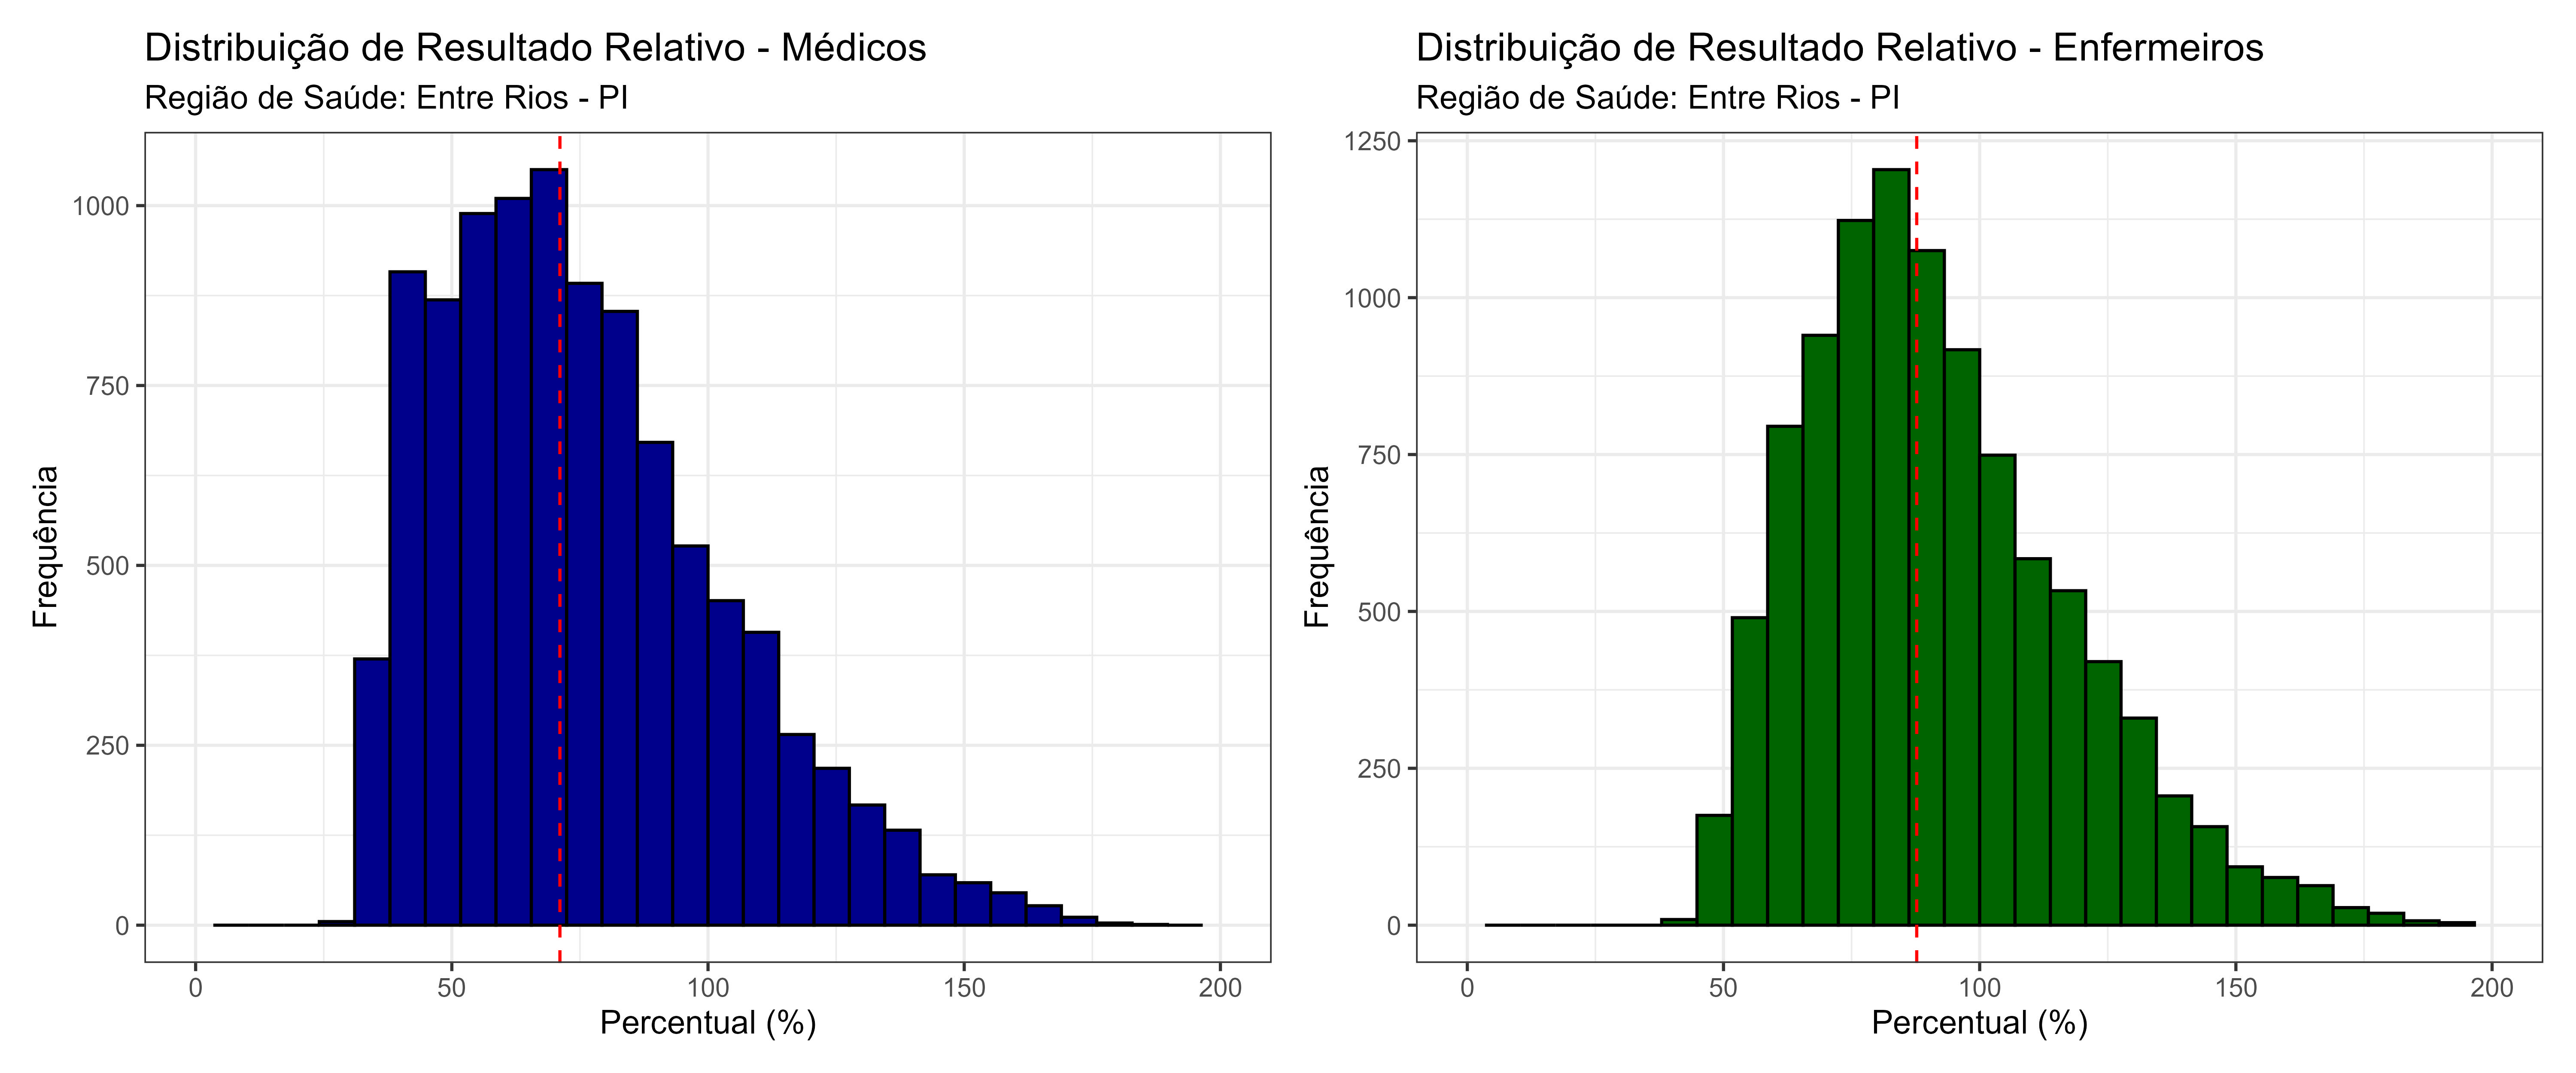 Distribuição de Resultado Relativo - Médicos
Região de Saúde: Entre Rios - PI
1000
750
500
250
0
Frequência
0 50 100 150 200
Percentual (%)
Distribuição de Resultado Relativo - Enfermeiros
Região de Saúde: Entre Rios - PI
1250
1000
750
500
250
0
Frequência
0 50 100 150 200
Percentual (%)